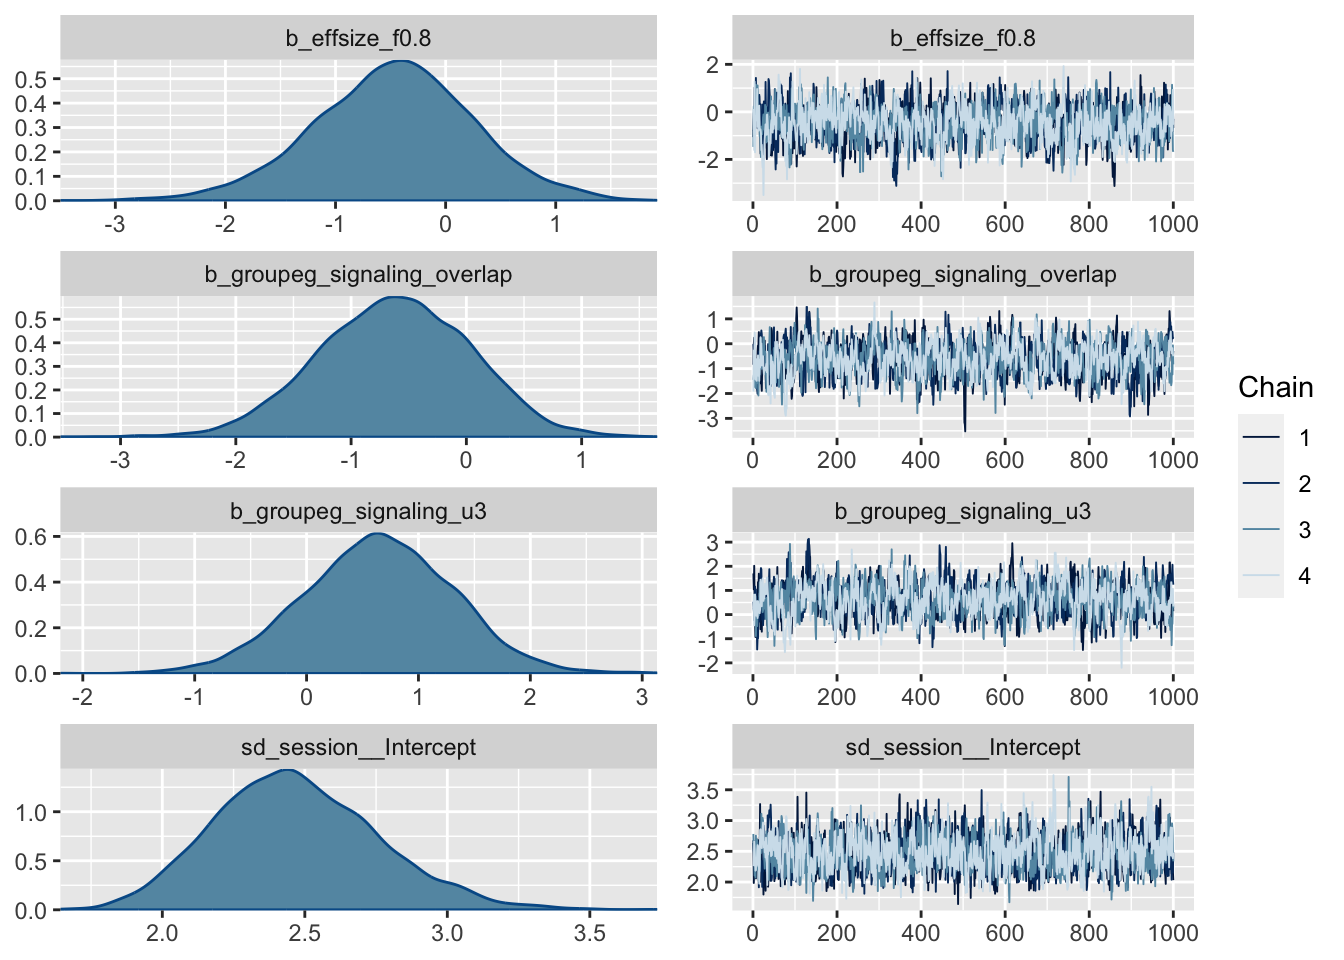 b_effsize_f0.8
b_effsize_f0.8
0.5
0.4
0.3
0.2
0.1
0.0
-3 -2 -1 0 1
2
0
-2
0 200 400 600 800 1000
b_groupeg_signaling_overlap
b_groupeg_signaling_overlap
0.5
0.4
0.3
0.2
0.1
0.0
-3 -2 -1 0 1
1
0
-1
-2
-3
0 200 400 600 800 1000
b_groupeg_signaling_u3
b_groupeg_signaling_u3
0.6
0.4
0.2
0.0
-2 -1 0 1 2 3
3
2
1
0
-1
-2
0 200 400 600 800 1000
sd_session__Intercept
sd_session__Intercept
1.0
0.5
0.0
2.0 2.5 3.0 3.5
3.5
3.0
2.5
2.0
0 200 400 600 800 1000
Chain
1
2
3
4